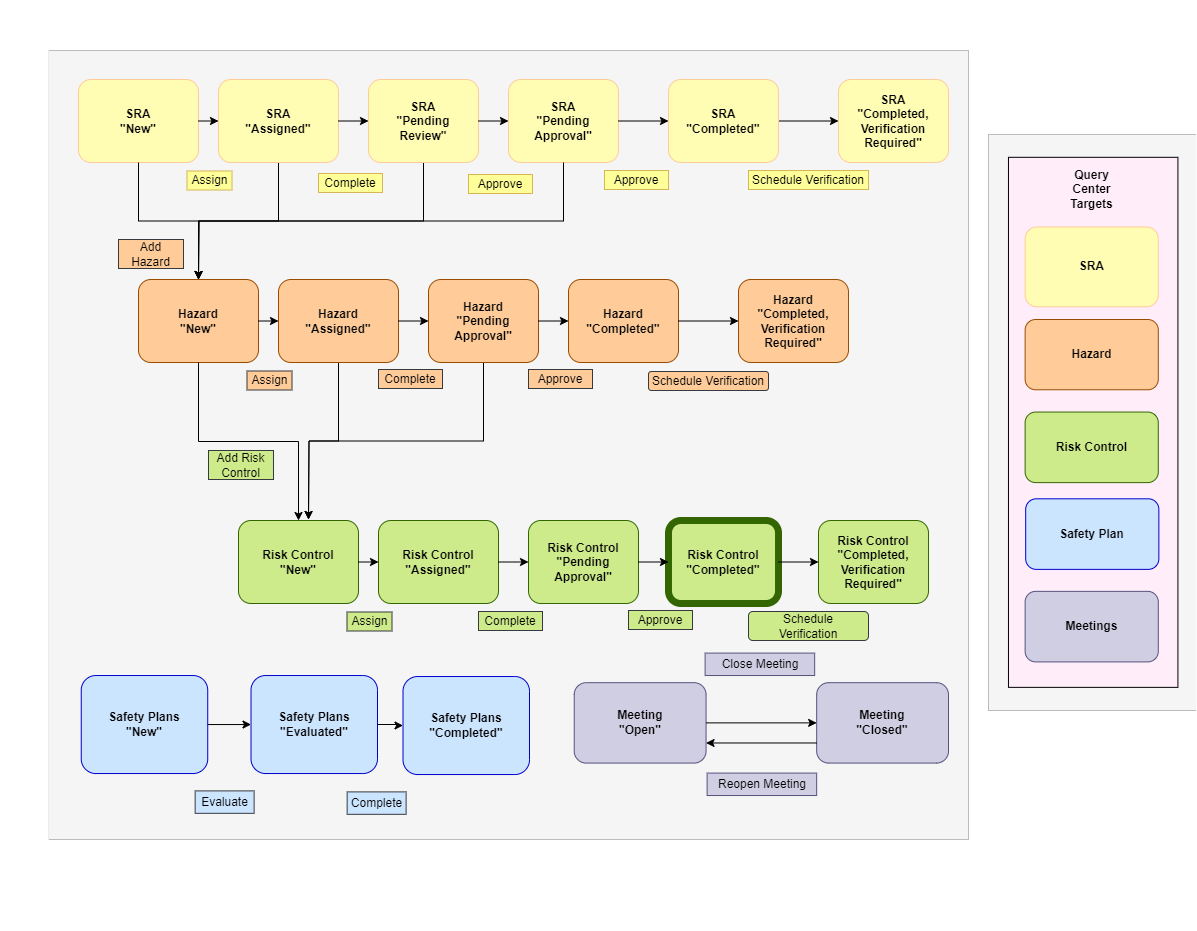 SRA
"New"
SRA
"Assigned"
SRA
"Pending
Review"
SRA
"Pending
Approval"
SRA
"Completed"
SRA
"Completed,
Verification
Required"
Assign
Complete
Approve
Approve
Schedule Verification
Add
Hazard
Hazard
"New"
Hazard
"Assigned"
Hazard
"Pending
Approval"
Hazard
"Completed"
Hazard
"Completed,
Verification
Required"
Assign
Complete
Approve
Schedule Verification
Add Risk
Control
Risk Control
"New"
Risk Control
"Assigned"
Risk Control
"Pending
Approval"
Risk Control
"Completed"
Risk Control
"Completed,
Verification
Required"
Assign
Complete
Approve
Schedule
Verification
Safety Plans
"New"
Safety Plans
"Evaluated"
Safety Plans
"Completed"
Evaluate
Complete
Close Meeting
Meeting
"Open"
Meeting
"Closed"
Reopen Meeting
Query
Center
Targets
SRA
Hazard
Risk Control
Safety Plan
Meetings